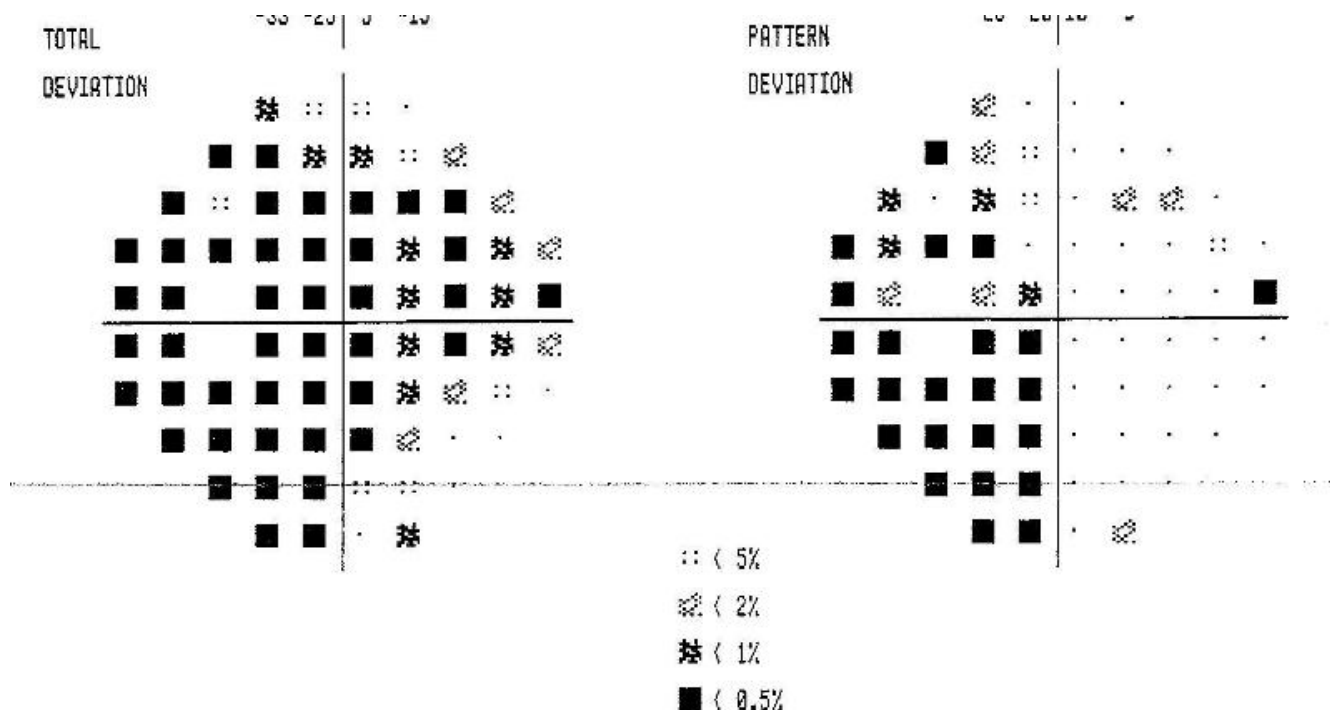 TOTAL
DEVIATION
PATTERN
DEVIATION
< 5%
< 2%
< 1%
< 0.5%